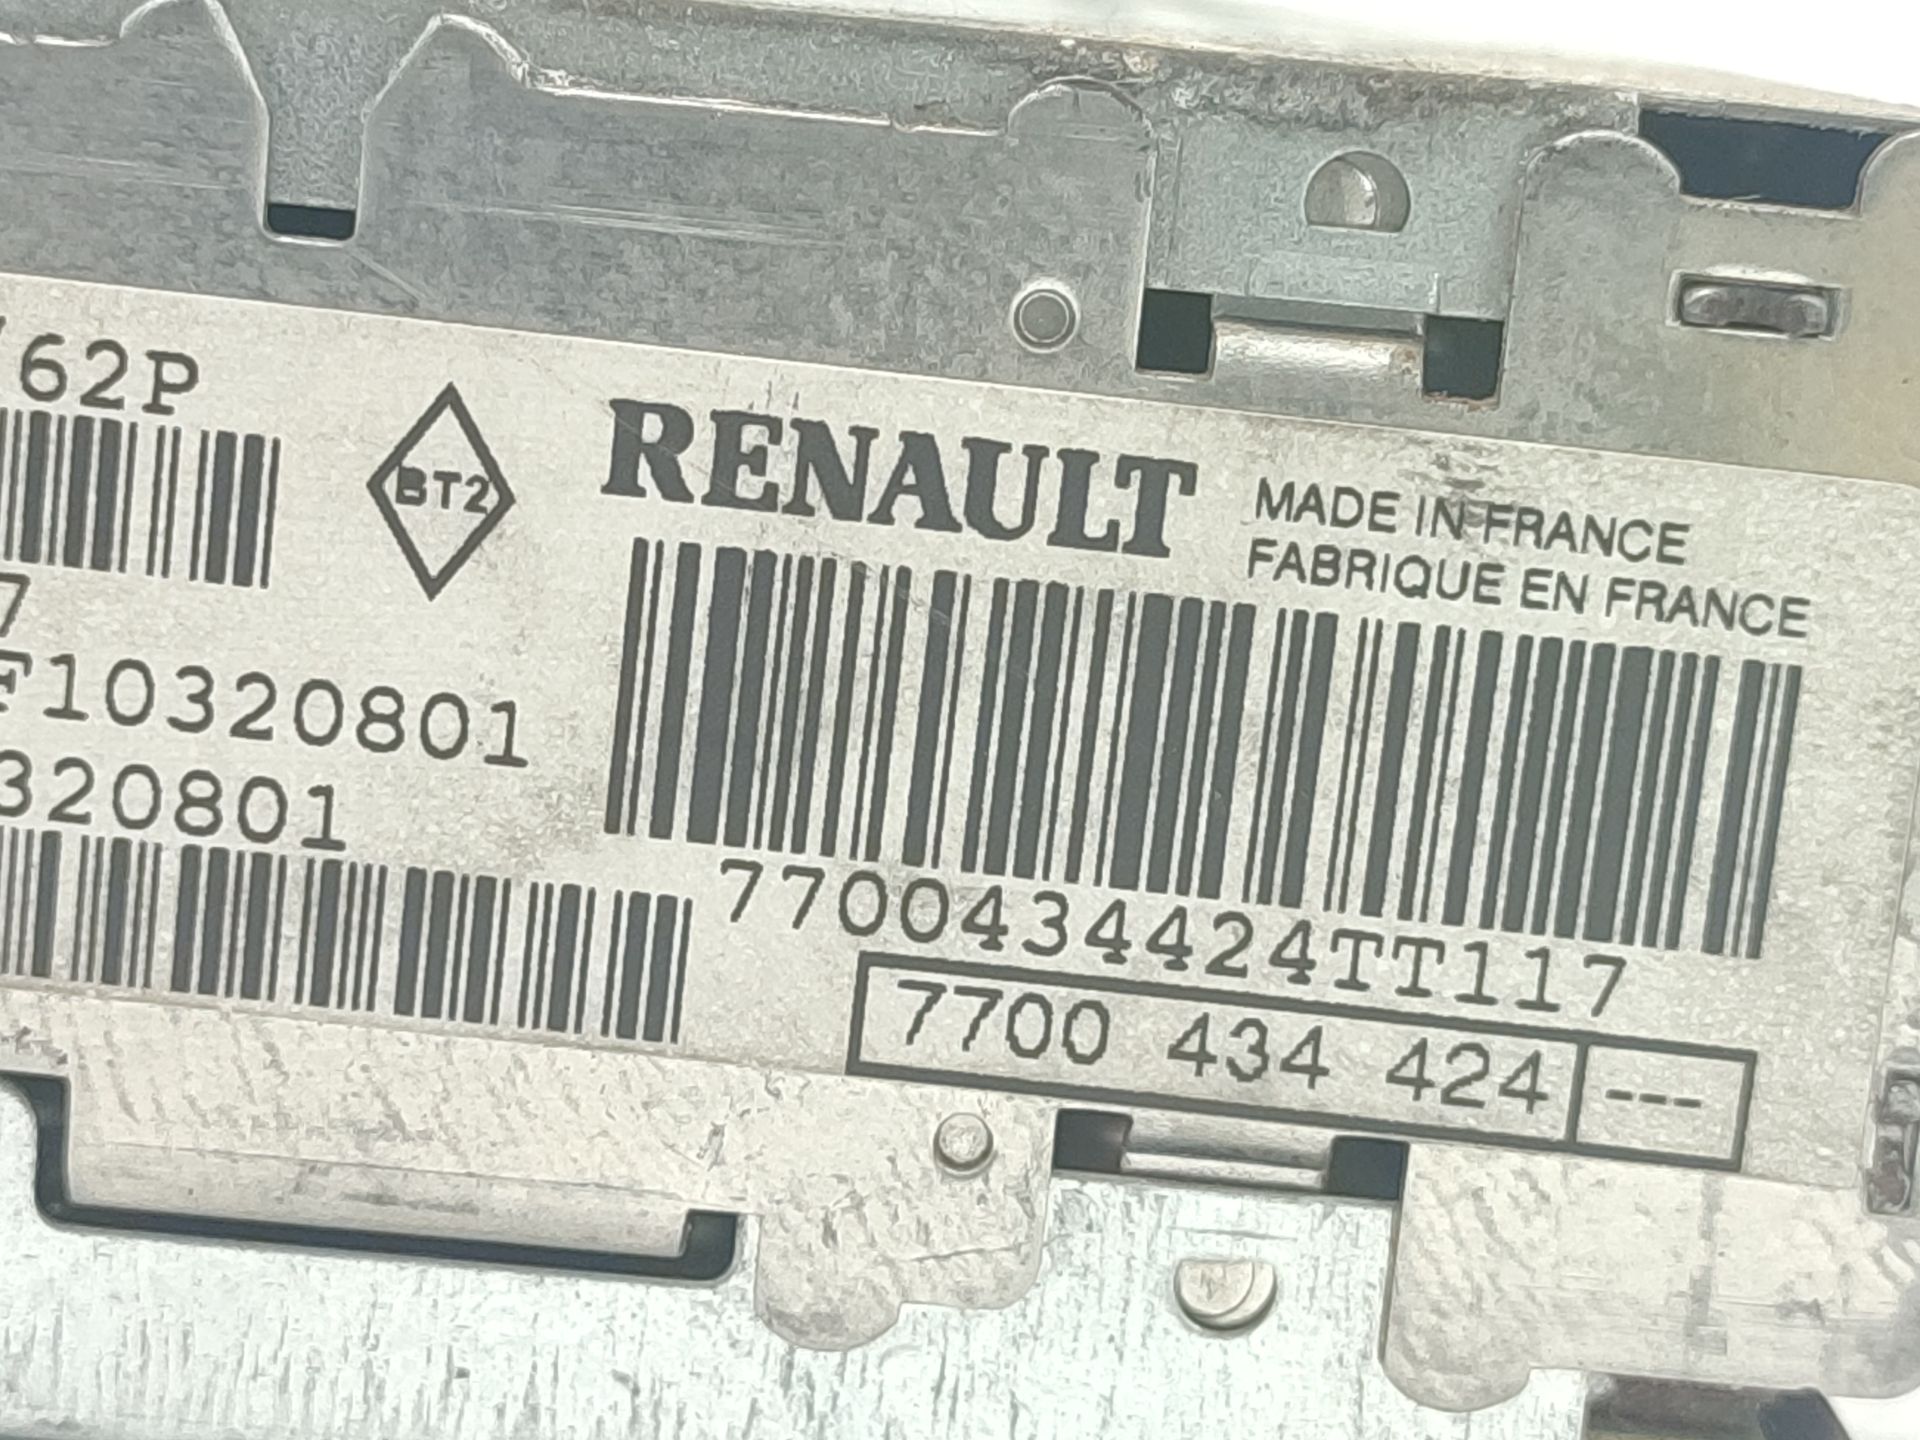 /62P
BT2
RENAULT
MADE IN FRANCE
FABRIQUE EN FRANCE
7
F10320801
320801
7700434424TT117
7700 434 424 ---